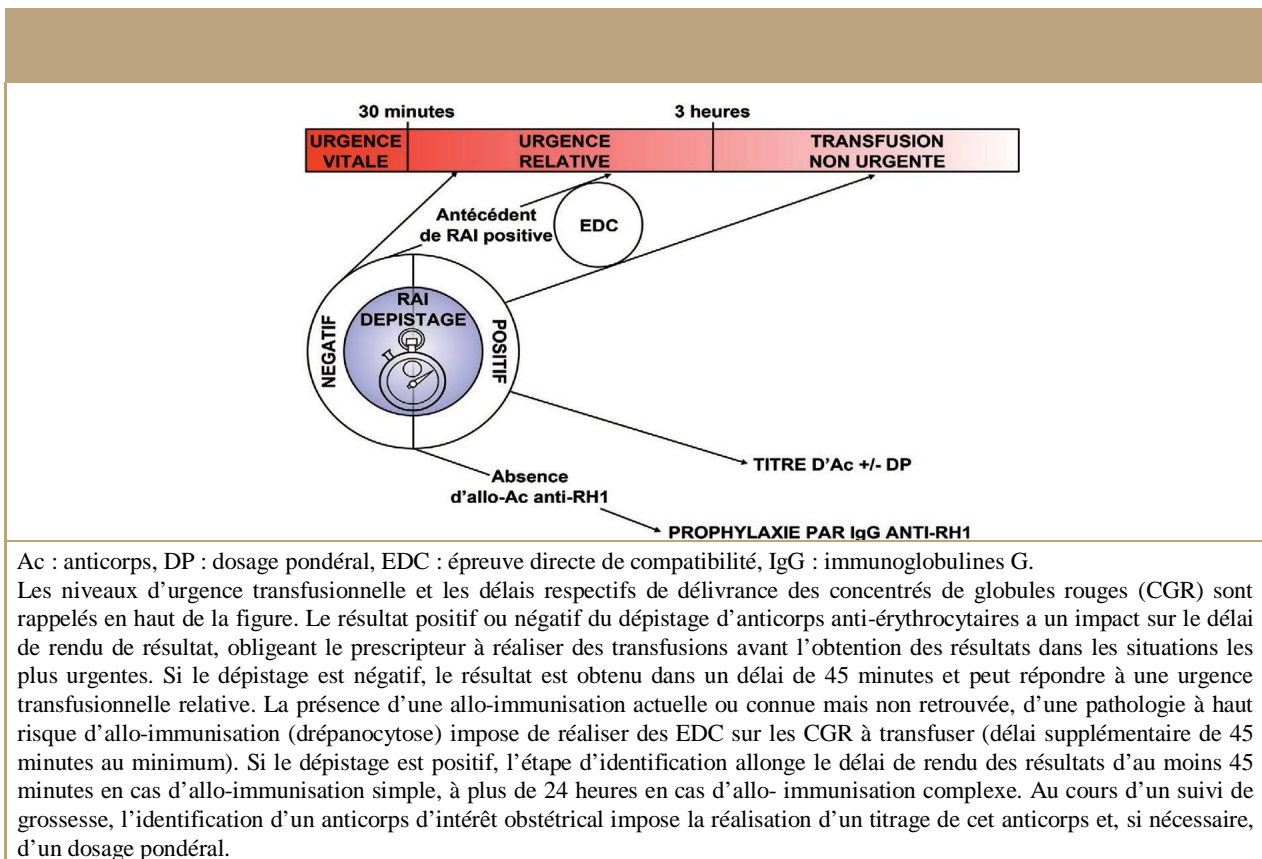 30 minutes
3 heures
URGENCE VITALE
URGENCE RELATIVE
TRANSFUSION NON URGENTE
Antécédent
de RAI positive
EDC
RAI
DEPISTAGE
NEGATIF
POSITIF
TITRE D'Ac +/- DP
Absence
d'allo-Ac anti-RH1
PROPHYLAXIE PAR IgG ANTI-RH1
Ac : anticorps, DP : dosage pondéral, EDC : épreuve directe de compatibilité, IgG : immunoglobulines G.
Les niveaux d'urgence transfusionnelle et les délais respectifs de délivrance des concentrés de globules rouges (CGR) sont
rappelés en haut de la figure. Le résultat positif ou négatif du dépistage d'anticorps anti-érythrocytaires a un impact sur le délai
de rendu de résultat, obligeant le prescripteur à réaliser des transfusions avant l'obtention des résultats dans les situations les
plus urgentes. Si le dépistage est négatif, le résultat est obtenu dans un délai de 45 minutes et peut répondre à une urgence
transfusionnelle relative. La présence d'une allo-immunisation actuelle ou connue mais non retrouvée, d'une pathologie à haut
risque d'allo-immunisation (drépanocytose) impose de réaliser des EDC sur les CGR à transfuser (délai supplémentaire de 45
minutes au minimum). Si le dépistage est positif, l'étape d'identification allonge le délai de rendu des résultats d'au moins 45
minutes en cas d'allo-immunisation simple, à plus de 24 heures en cas d'allo- immunisation complexe. Au cours d'un suivi de
grossesse, l'identification d'un anticorps d'intérêt obstétrical impose la réalisation d'un titrage de cet anticorps et, si nécessaire,
d'un dosage pondéral.